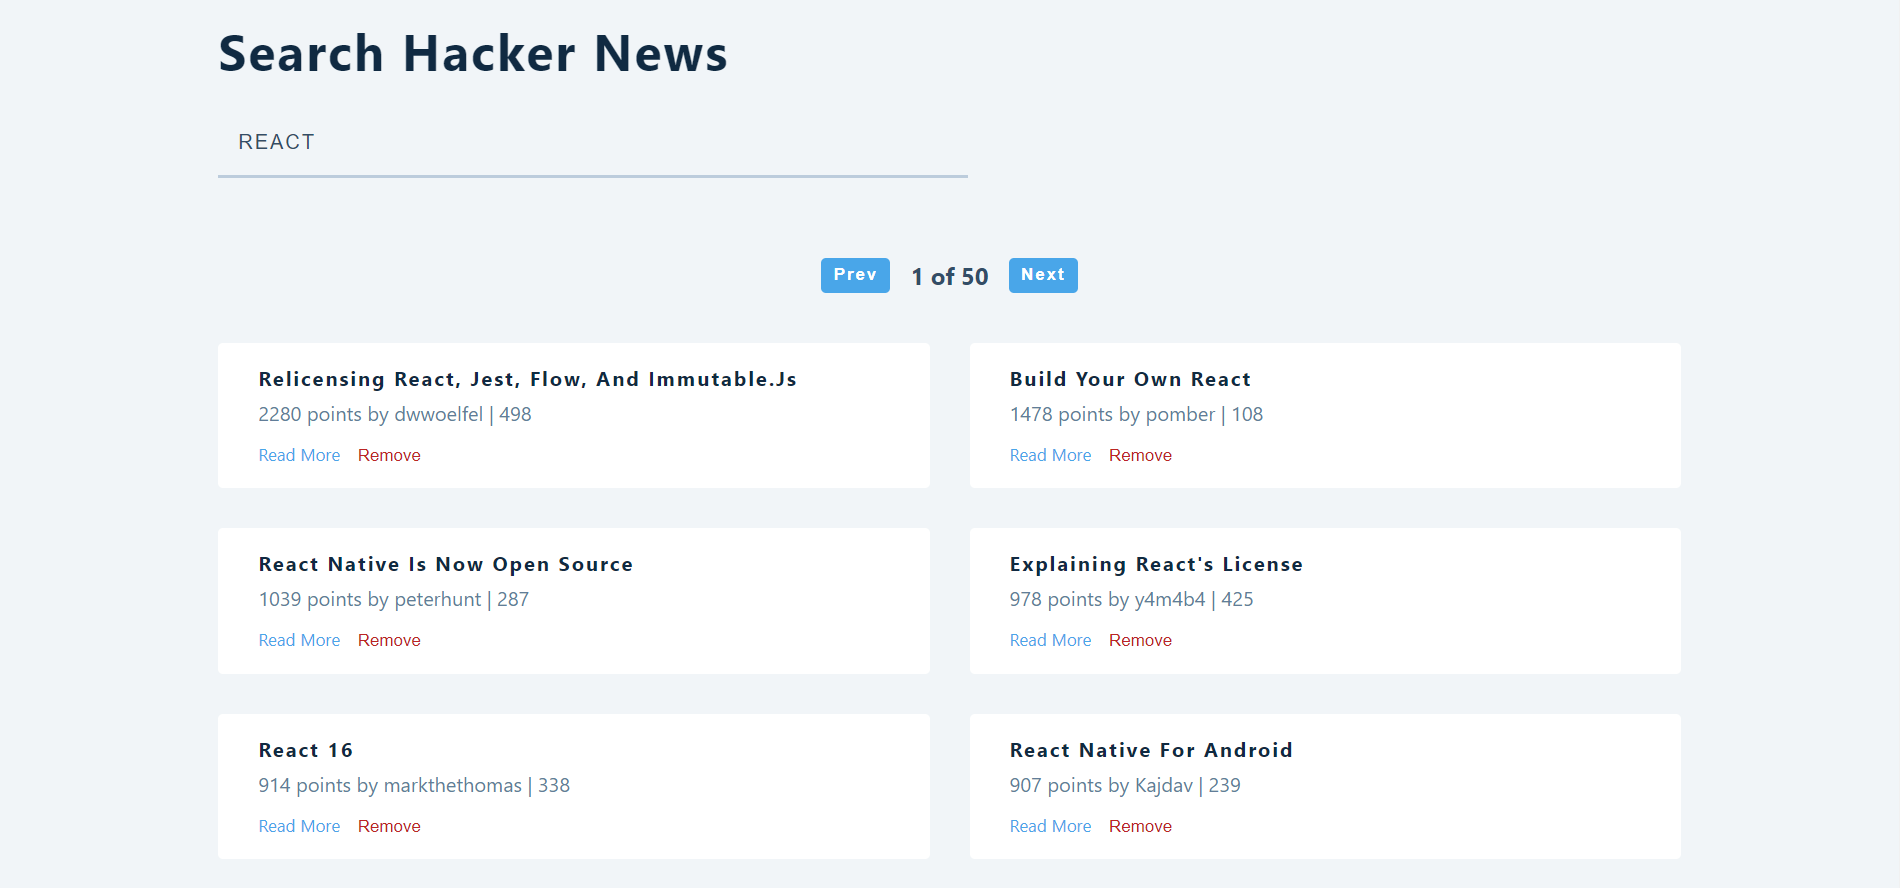 Search Hacker News
REACT
Prev 1 of 50 Next
Relicensing React, Jest, Flow, And Immutable.Js
2280 points by dwwoelfel | 498
Read More Remove
Build Your Own React
1478 points by pomber | 108
Read More Remove
React Native Is Now Open Source
1039 points by peterhunt | 287
Read More Remove
Explaining React's License
978 points by y4m4b4 | 425
Read More Remove
React 16
914 points by markthethomas | 338
Read More Remove
React Native For Android
907 points by Kajdav | 239
Read More Remove